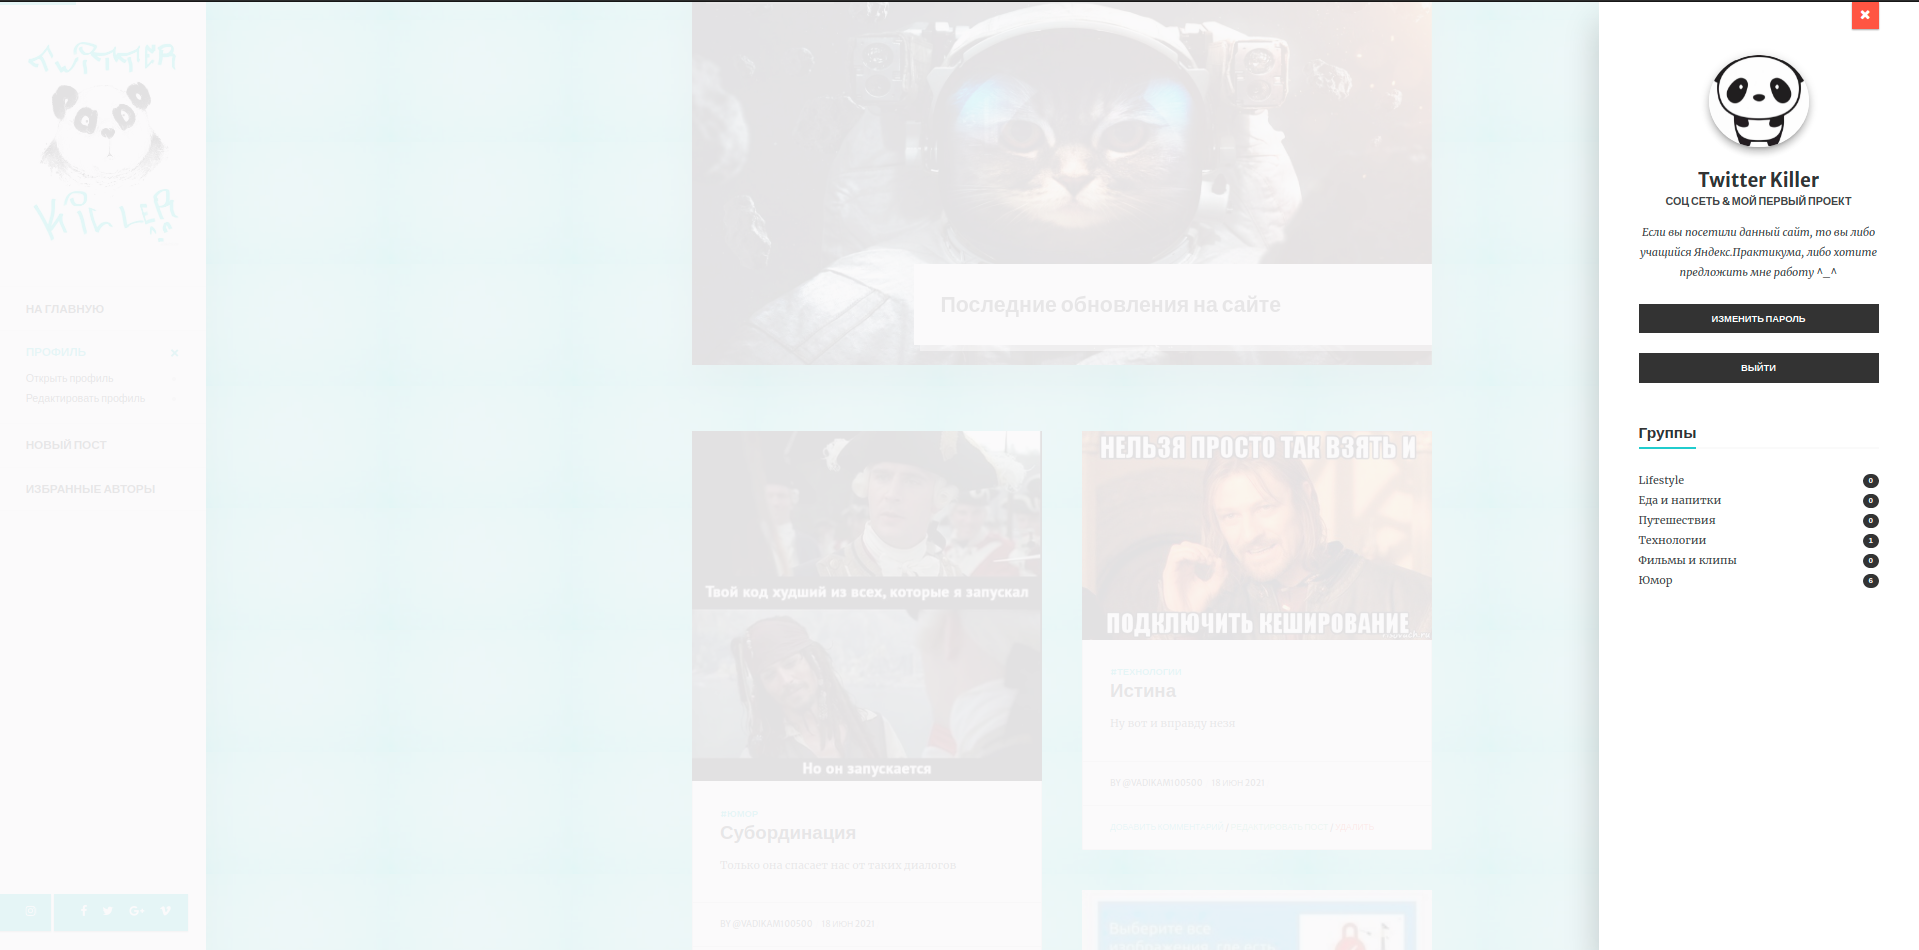 TWITTER
KILLER
НА ГЛАВНУЮ
ПРОФИЛЬ
Открыть профиль
Редактировать профиль
НОВЫЙ ПОСТ
ИЗБРАННЫЕ АВТОРЫ
Последние обновления на сайте
Твой код худший из всех, которые я запускал
Но он запускается
#ЮМОР
Субординация
Только она спасает нас от таких диалогов
BY @VADIKAM100500 18 ИЮН 2021
НЕЛЬЗЯ ПРОСТО ТАК ВЗЯТЬ И
ПОДКЛЮЧИТЬ КЕШИРОВАНИЕ
#ТЕХНОЛОГИИ
Истина
Ну вот и вправду незя
BY @VADIKAM100500 18 ИЮН 2021
ДОБАВИТЬ КОММЕНТАРИЙ / РЕДАКТИРОВАТЬ ПОСТ / УДАЛИТЬ
Выберите все
изображения, где есть
Twitter Killer
СОЦ СЕТЬ & МОЙ ПЕРВЫЙ ПРОЕКТ
Если вы посетили данный сайт, то вы либо
учащийся Яндекс.Практикума, либо хотите
предложить мне работу ^_^
ИЗМЕНИТЬ ПАРОЛЬ
ВЫЙТИ
Группы
Lifestyle 0
Еда и напитки 0
Путешествия 0
Технологии 1
Фильмы и клипы 0
Юмор 6